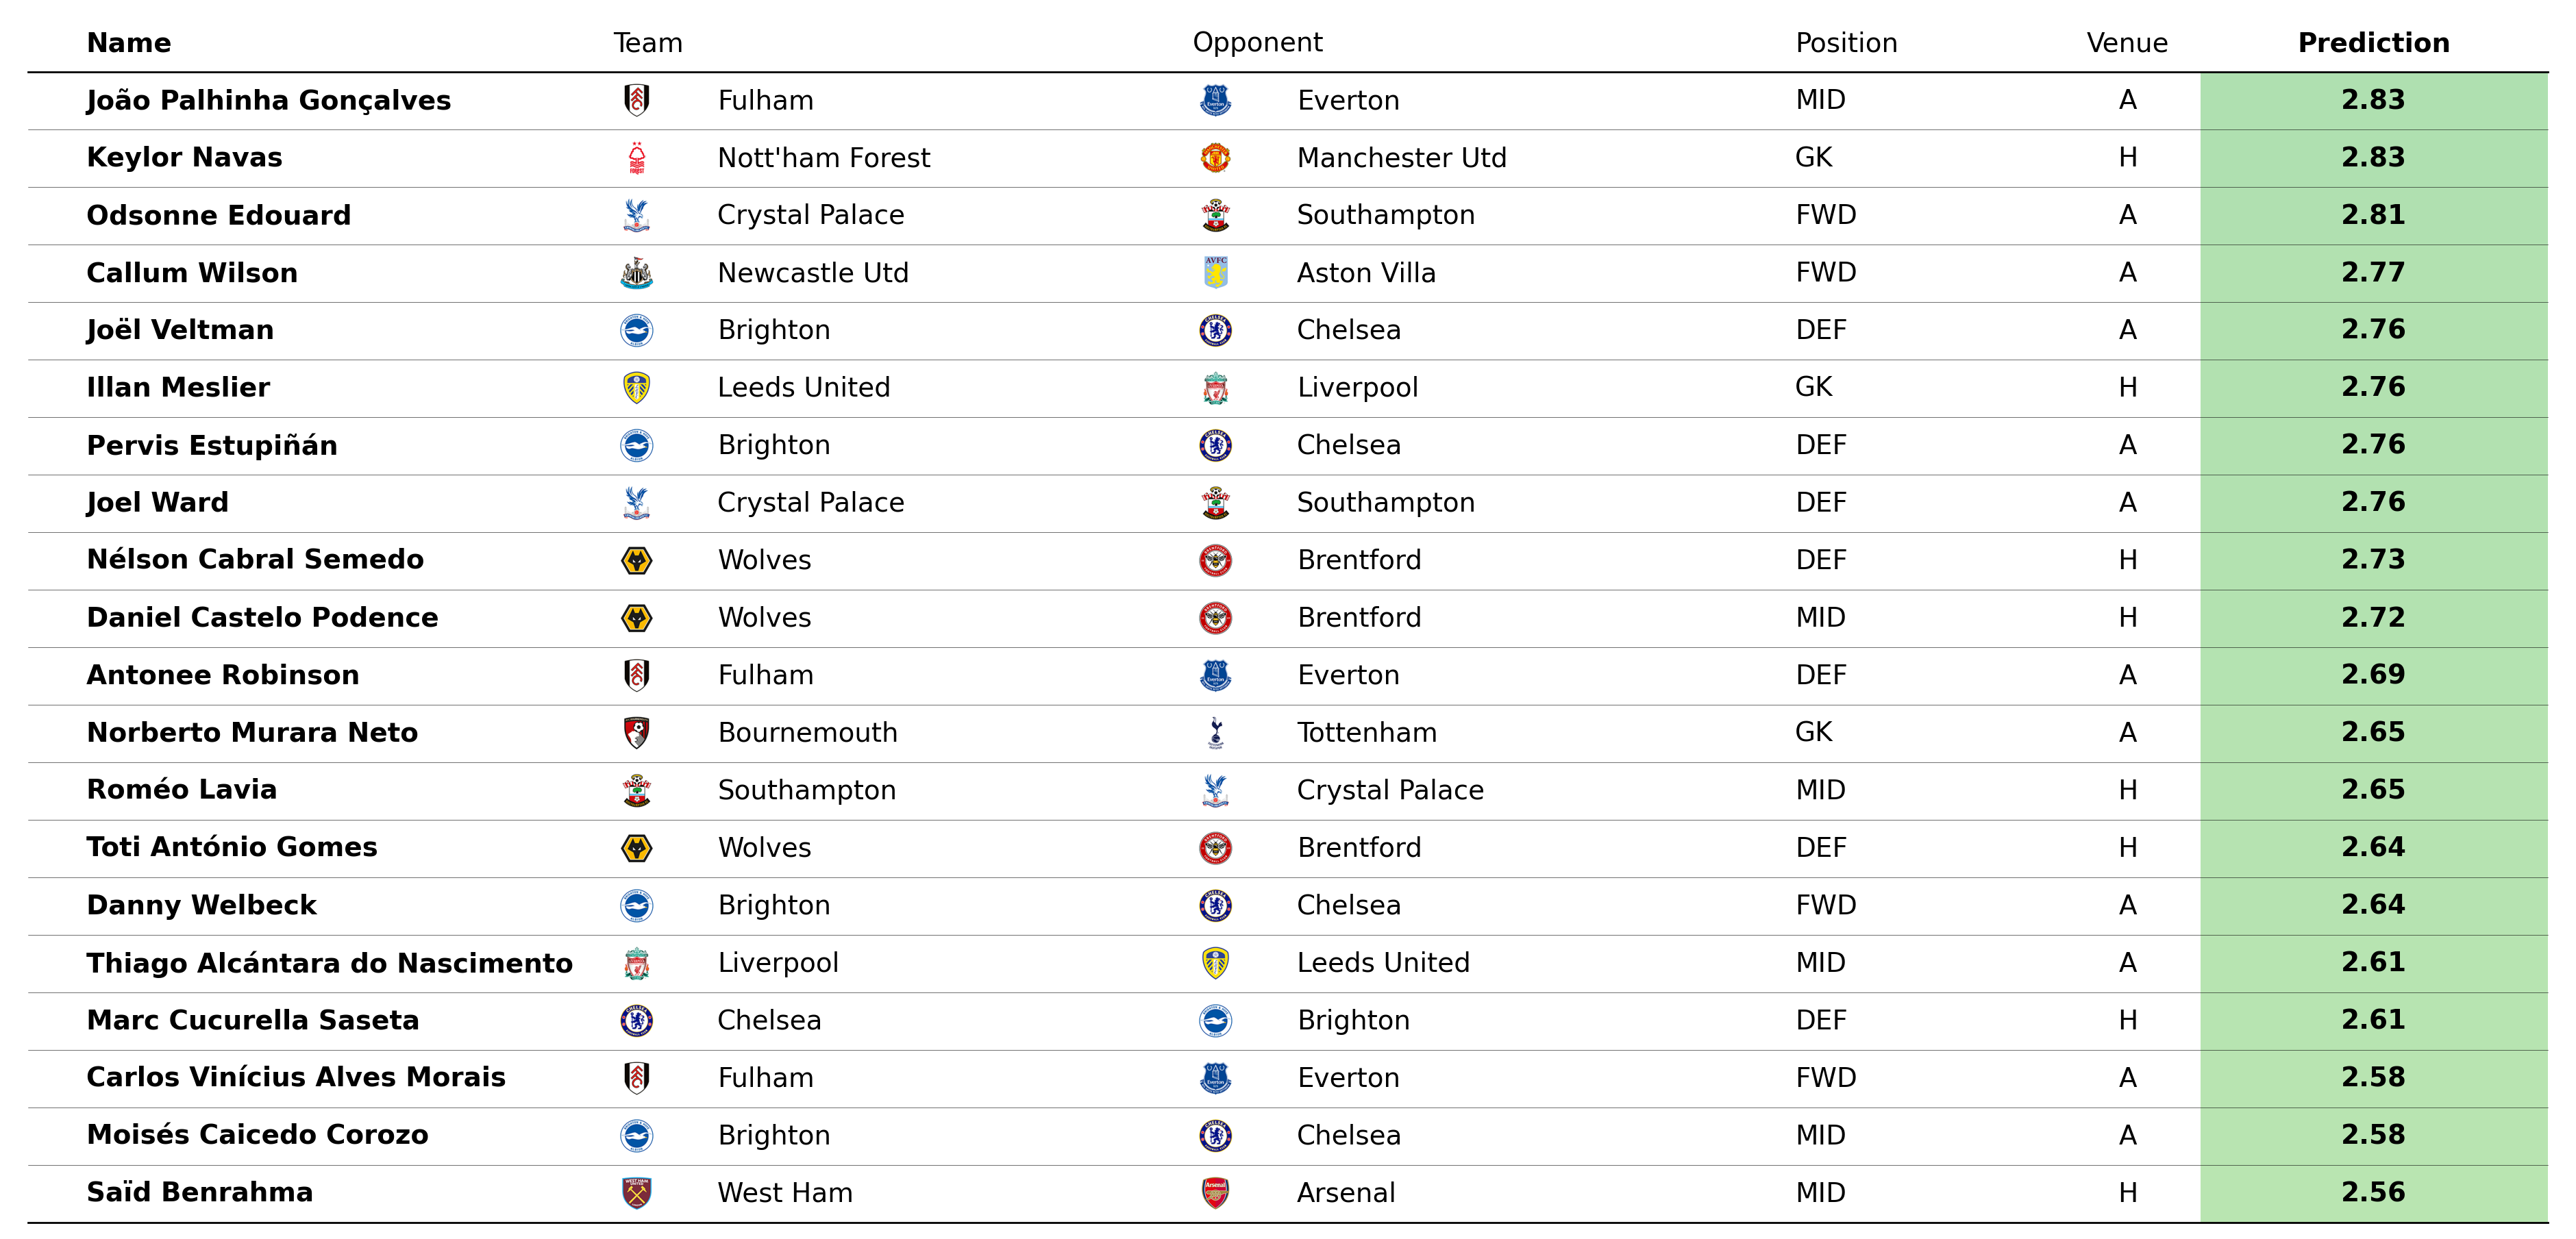 Name Team Opponent Position Venue Prediction
João Palhinha Gonçalves Fulham Everton MID A 2.83
Keylor Navas Nott'ham Forest Manchester Utd GK H 2.83
Odsonne Edouard Crystal Palace Southampton FWD A 2.81
Callum Wilson Newcastle Utd Aston Villa FWD A 2.77
Joël Veltman Brighton Chelsea DEF A 2.76
Illan Meslier Leeds United Liverpool GK H 2.76
Pervis Estupiñán Brighton Chelsea DEF A 2.76
Joel Ward Crystal Palace Southampton DEF A 2.76
Nélson Cabral Semedo Wolves Brentford DEF H 2.73
Daniel Castelo Podence Wolves Brentford MID H 2.72
Antonee Robinson Fulham Everton DEF A 2.69
Norberto Murara Neto Bournemouth Tottenham GK A 2.65
Roméo Lavia Southampton Crystal Palace MID H 2.65
Toti António Gomes Wolves Brentford DEF H 2.64
Danny Welbeck Brighton Chelsea FWD A 2.64
Thiago Alcántara do Nascimento Liverpool Leeds United MID A 2.61
Marc Cucurella Saseta Chelsea Brighton DEF H 2.61
Carlos Vinícius Alves Morais Fulham Everton FWD A 2.58
Moisés Caicedo Corozo Brighton Chelsea MID A 2.58
Saïd Benrahma West Ham Arsenal MID H 2.56